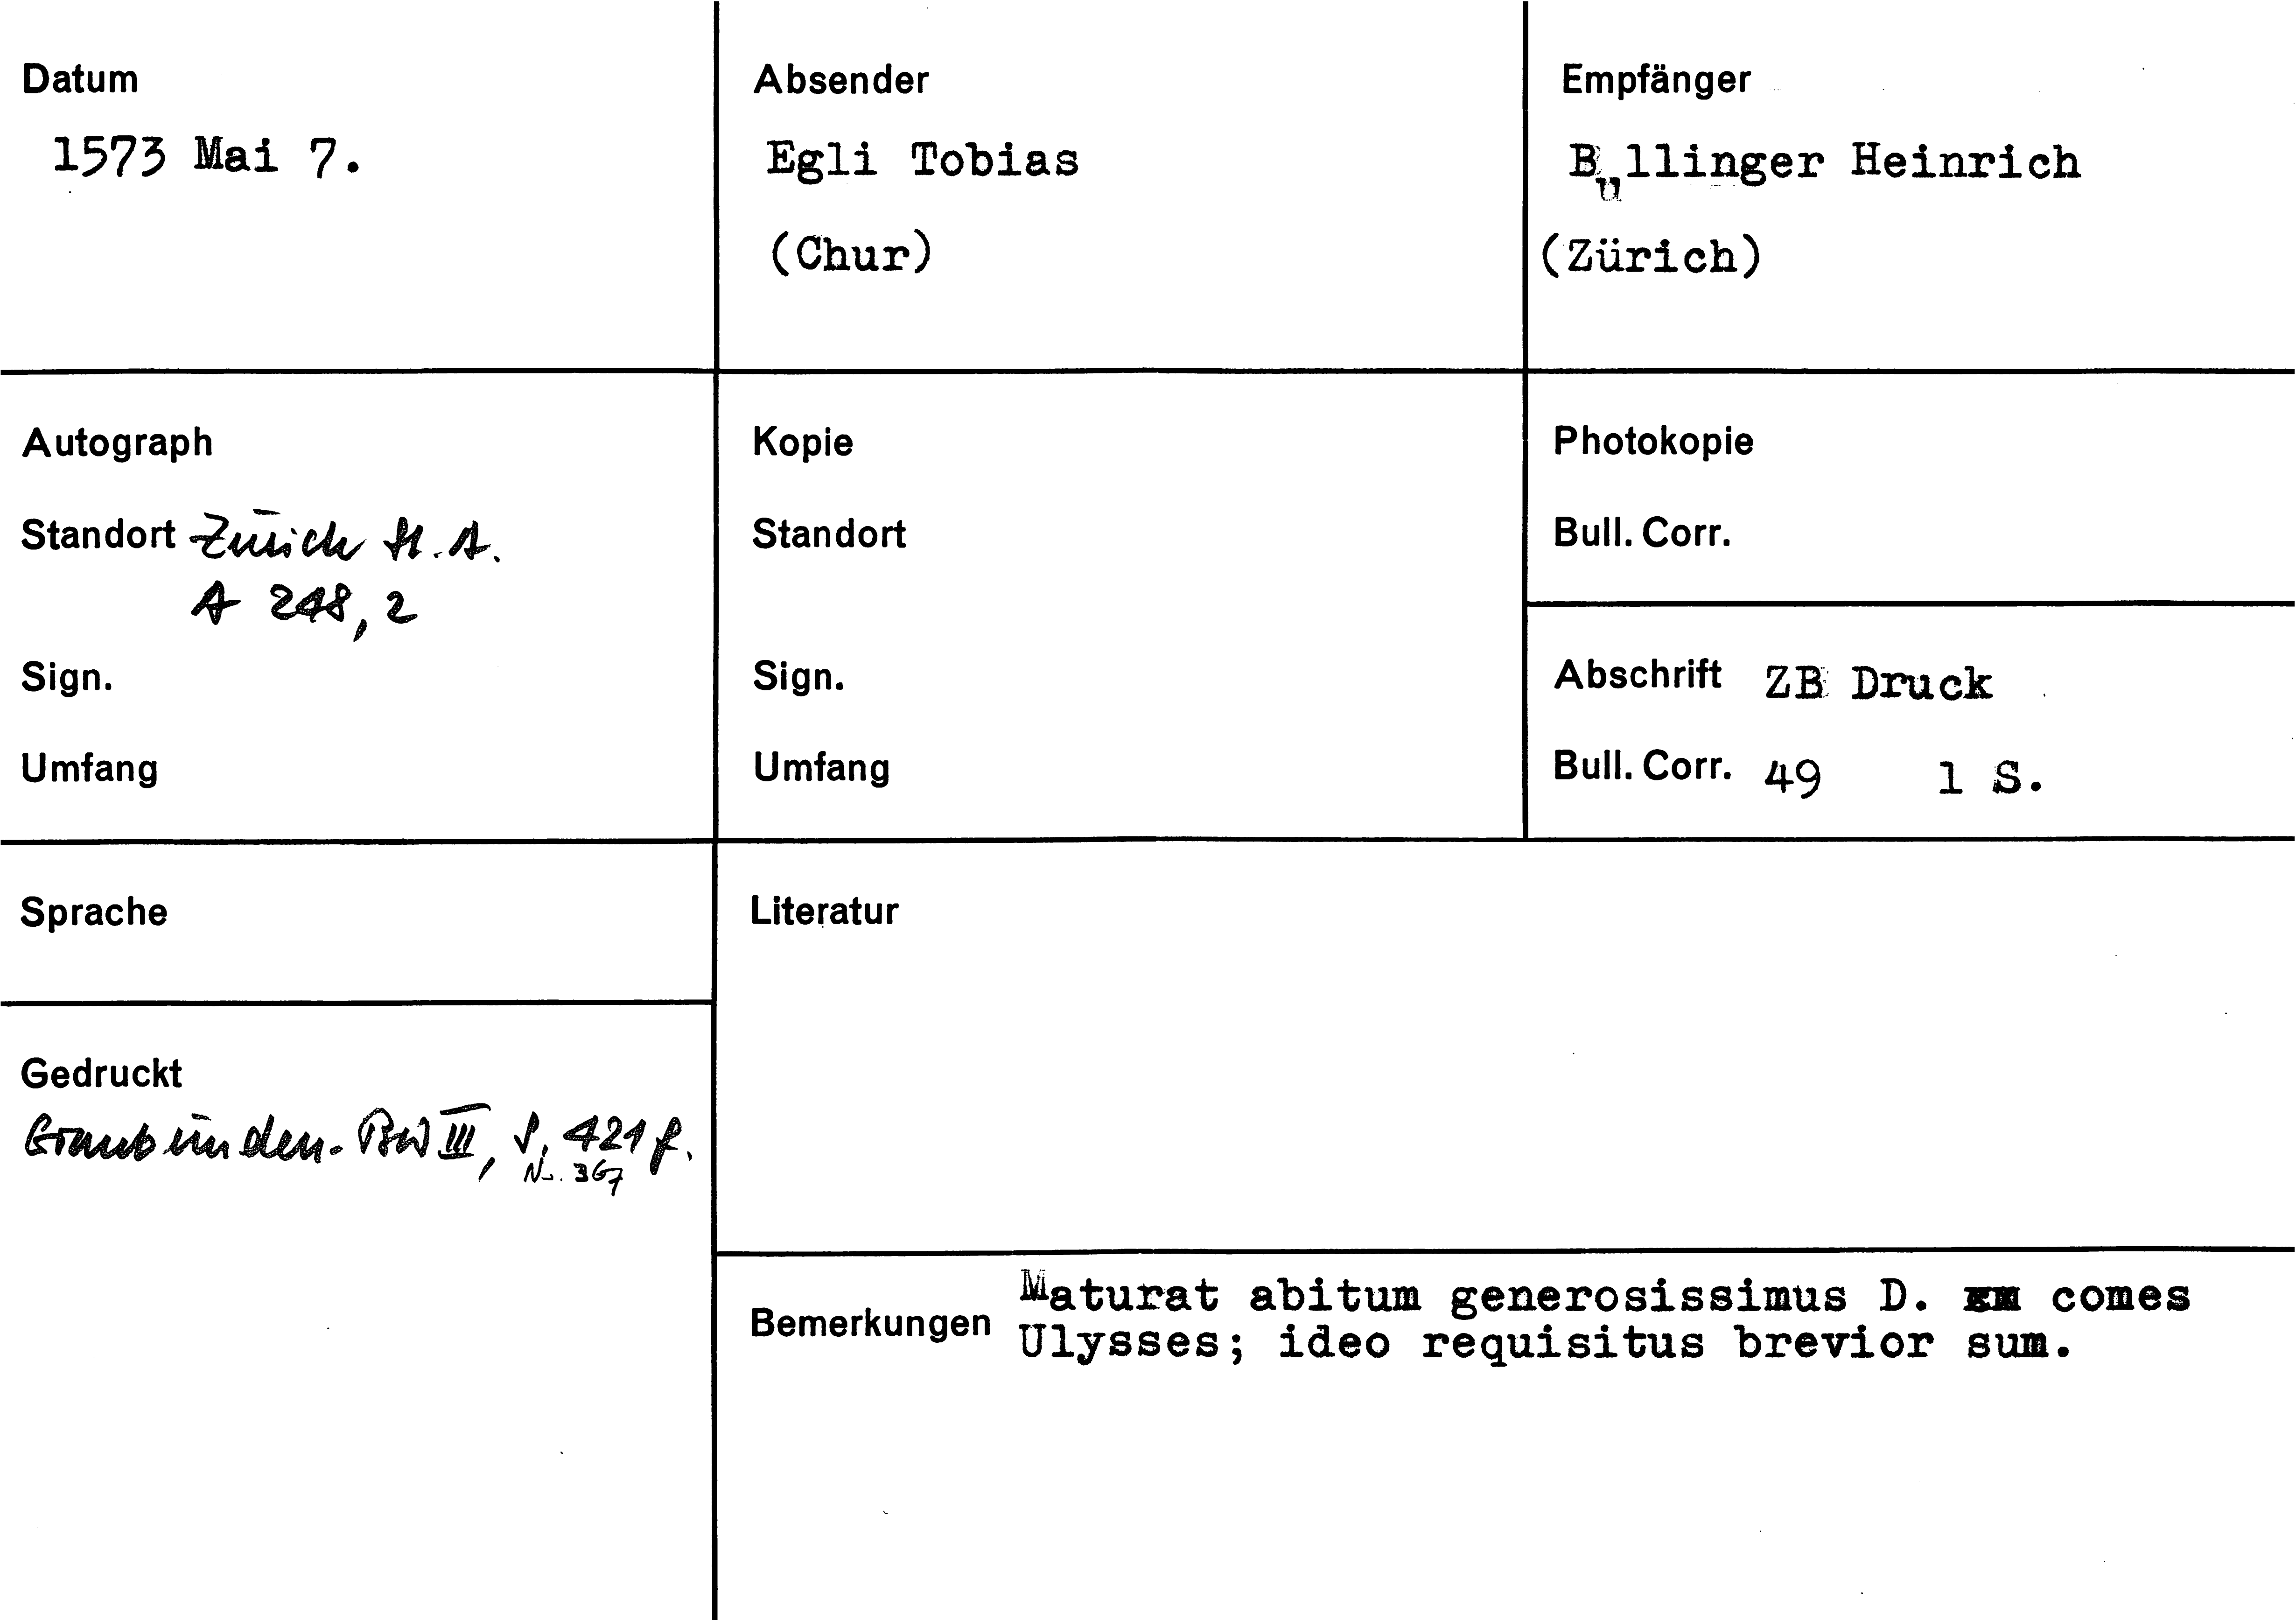 Datum
1573 Mai 7.
Absender
Egli Tobias
(Chur)
Empfänger
Bullinger Heinrich
(Zürich)
Autograph
Standort Zürich St. A.
A 248, 2
Sign.
Umfang
Kopie
Standort
Sign.
Umfang
Photokopie
Bull. Corr.
Abschrift ZB Druck
Bull. Corr. 49 1 S.
Sprache
Gedruckt
Graubünden. BW III, S. 421 f.
Nr. 367
Literatur
Bemerkungen
Maturat abitum generosissimus D. comes
Ulysses; ideo requisitus brevior sum.